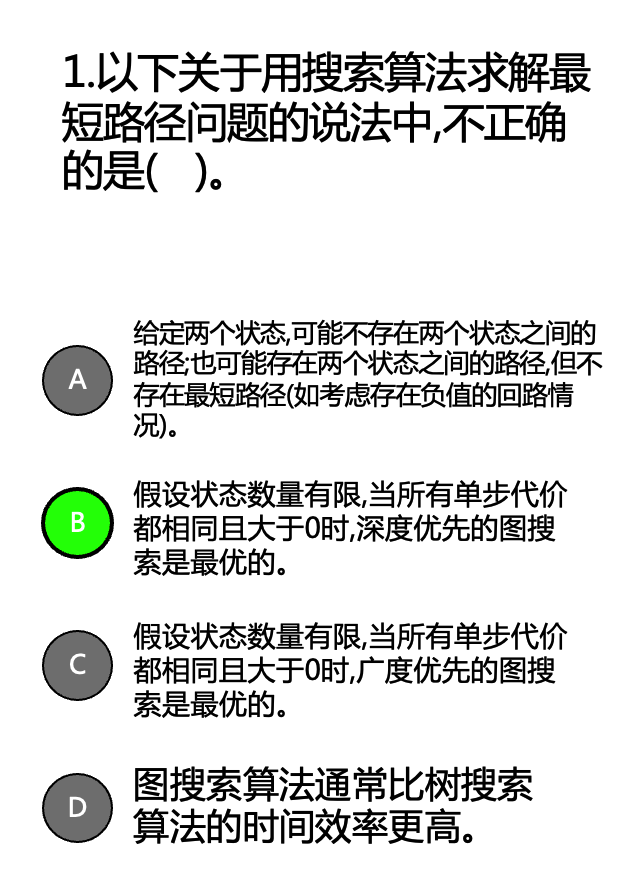 1.以下关于用搜索算法求解最
短路径问题的说法中,不正确
的是(   )。
给定两个状态,可能不存在两个状态之间的
路径;也可能存在两个状态之间的路径,但不
A
存在最短路径(如考虑存在负值的回路情
况)。
假设状态数量有限,当所有单步代价
B
都相同且大于0时,深度优先的图搜
索是最优的。
假设状态数量有限,当所有单步代价
C
都相同且大于0时,广度优先的图搜
索是最优的。
图搜索算法通常比树搜索
D
算法的时间效率更高。